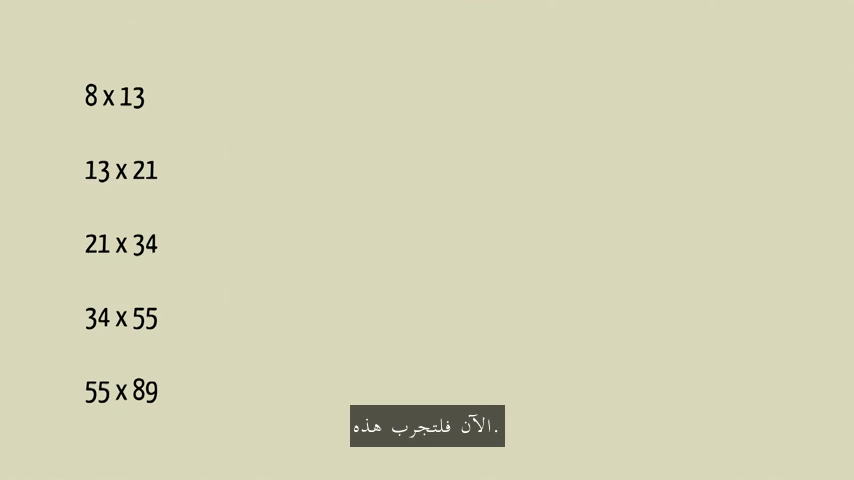 8 x 13
13 x 21
21 x 34
34 x 55
55 x 89
الآن فلتجرب هذه.